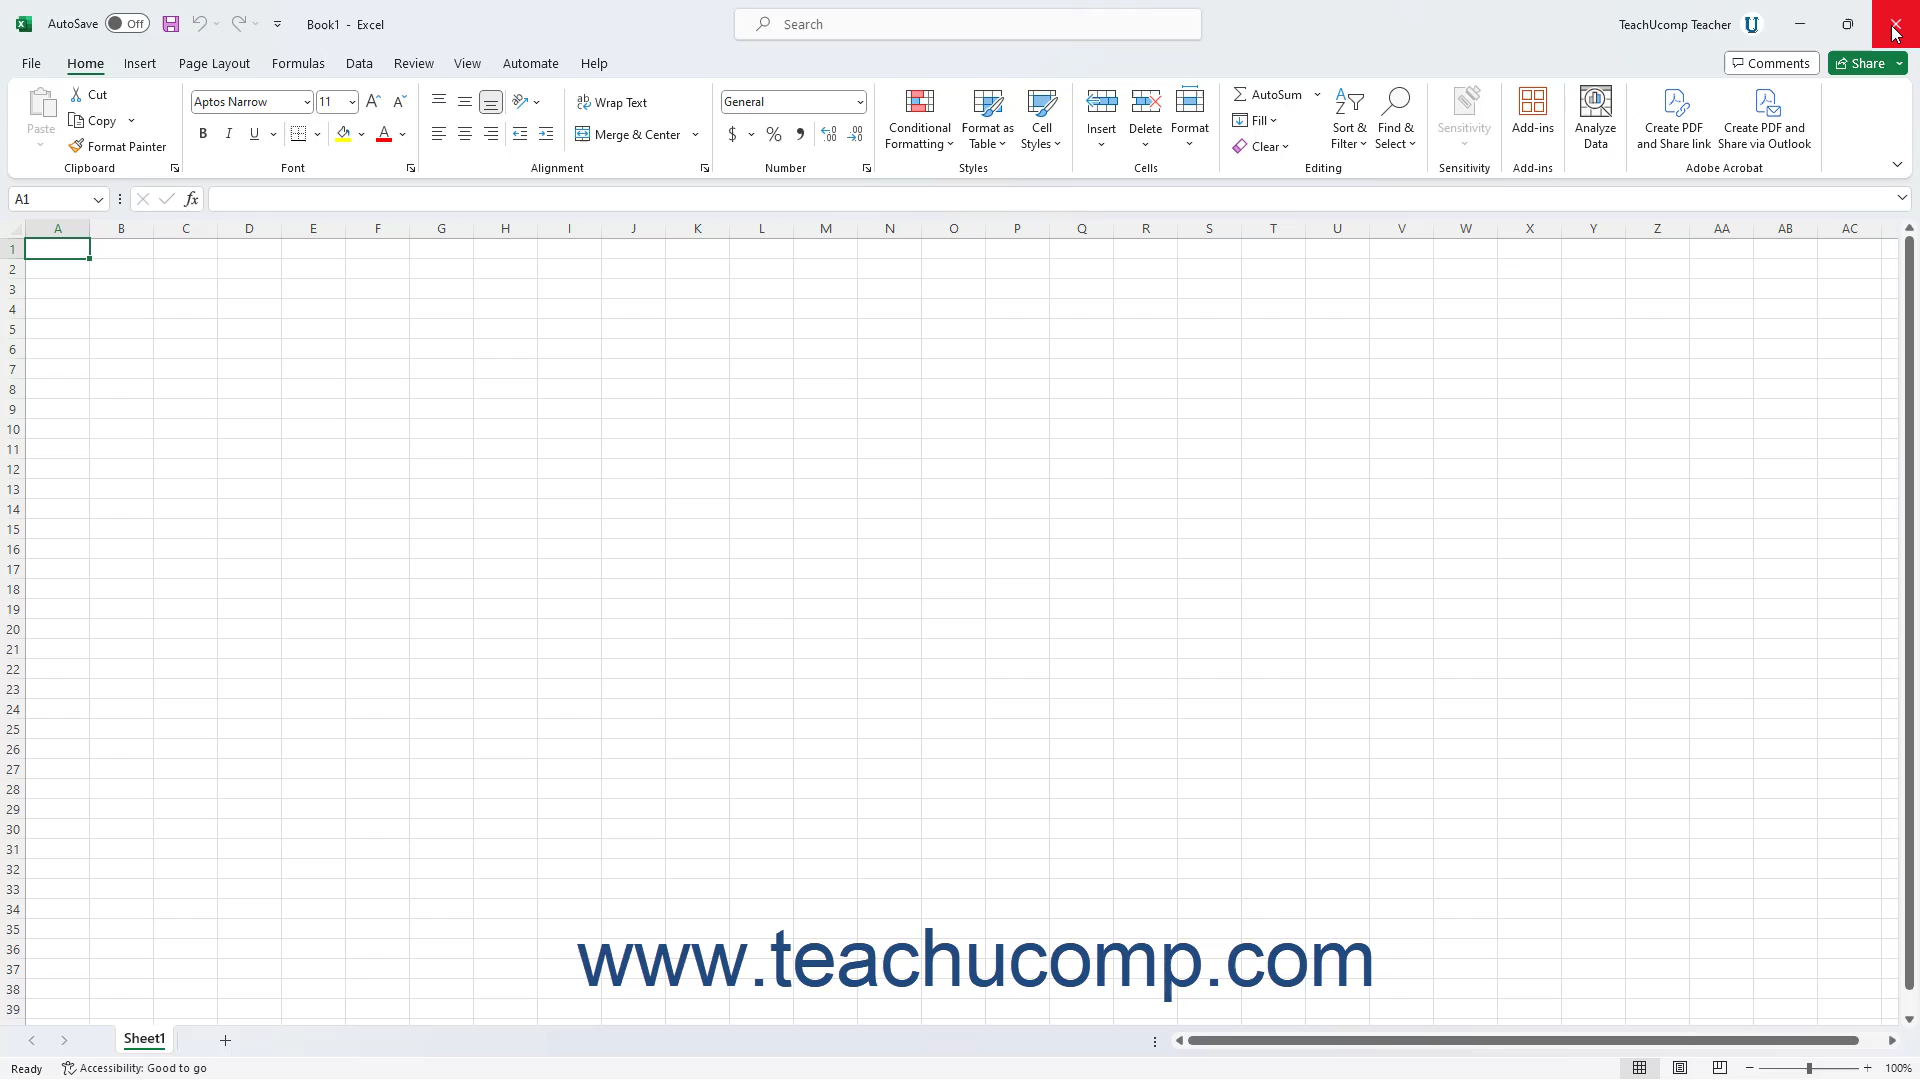 AutoSave Off Book1 - Excel Search TeachUcomp Teacher U
File Home Insert Page Layout Formulas Data Review View Automate Help Comments Share
Paste Cut Copy Format Painter Clipboard
Aptos Narrow 11 A A B I U A Font
ab Wrap Text Merge & Center Alignment
General $ % , Number
Conditional Formatting Format as Table Cell Styles Styles
Insert Delete Format Cells
AutoSum Fill Clear Sort & Filter Find & Select Editing
Sensitivity Sensitivity
Add-ins Add-ins
Analyze Data
Create PDF and Share link Create PDF and Share via Outlook Adobe Acrobat
A1 fx
A B C D E F G H I J K L M N O P Q R S T U V W X Y Z AA AB AC
1
2
3
4
5
6
7
8
9
10
11
12
13
14
15
16
17
18
19
20
21
22
23
24
25
26
27
28
29
30
31
32
33
34
35
36
37
38
39
www.teachucomp.com
Sheet1
Ready Accessibility: Good to go 100%